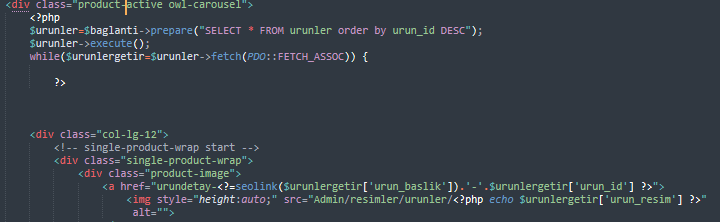 <div class="product-active owl-carousel">
<?php
$urunler=$baglanti->prepare("SELECT * FROM urunler order by urun_id DESC");
$urunler->execute();
while($urunlergetir=$urunler->fetch(PDO::FETCH_ASSOC)) {
?>
<div class="col-lg-12">
<!-- single-product-wrap start -->
<div class="single-product-wrap">
<div class="product-image">
<a href="urundetay-<?=seolink($urunlergetir['urun_baslik']).'-'.$urunlergetir['urun_id'] ?>">
<img style="height:auto;" src="Admin/resimler/urunler/<?php echo $urunlergetir['urun_resim'] ?>"
alt="">